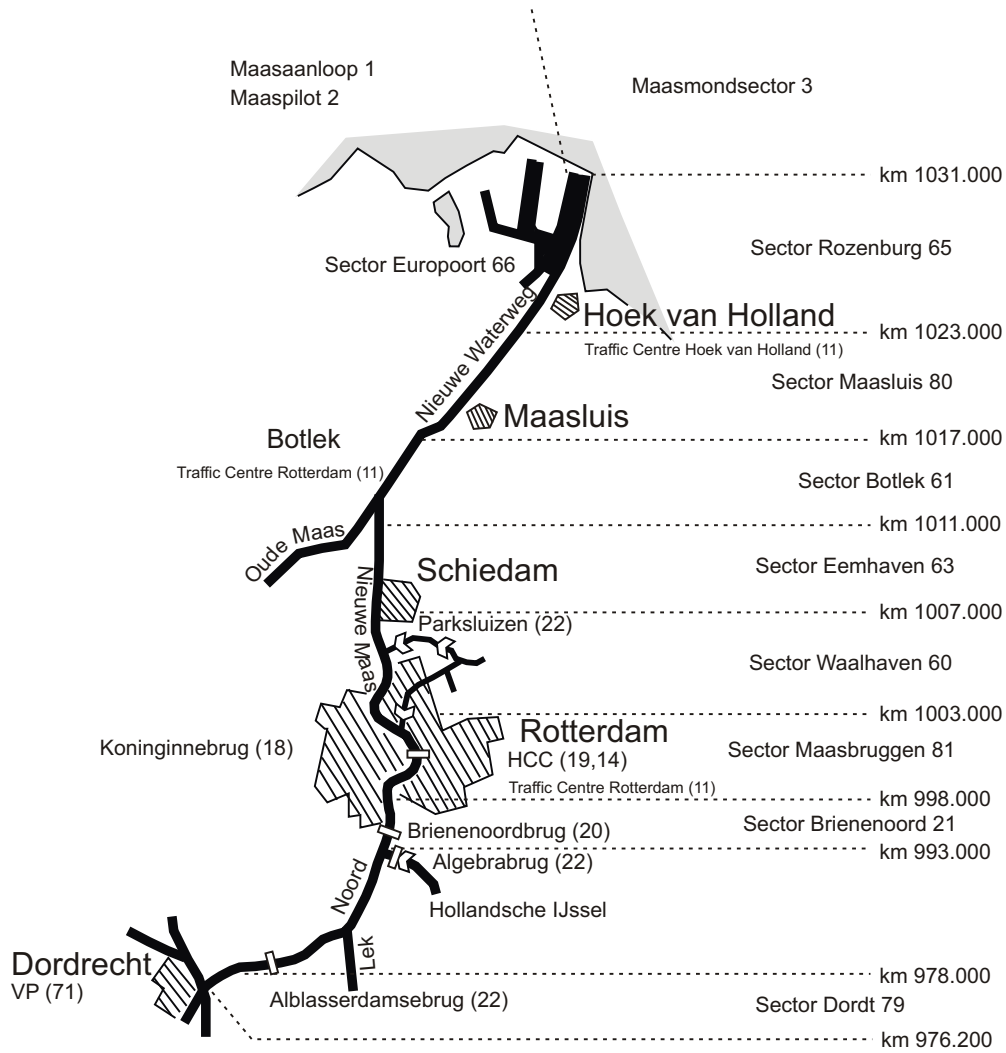 Maasaanloop 1
Maaspilot 2
Maasmondsector 3
km 1031.000
Sector Rozenburg 65
Sector Europoort 66
Hoek van Holland
km 1023.000
Traffic Centre Hoek van Holland (11)
Nieuwe Waterweg
Sector Maasluis 80
Maasluis
Botlek
km 1017.000
Traffic Centre Rotterdam (11)
Sector Botlek 61
km 1011.000
Oude Maas
Schiedam
Sector Eemhaven 63
Nieuwe Maas
km 1007.000
Parksluizen (22)
Sector Waalhaven 60
km 1003.000
Rotterdam
Koninginnebrug (18)
HCC (19,14)
Sector Maasbruggen 81
Traffic Centre Rotterdam (11)
km 998.000
Sector Brienenoord 21
Brienenoordbrug (20)
km 993.000
Algebrabrug (22)
Noord
Hollandsche IJssel
Lek
Dordrecht
VP (71)
km 978.000
Alblasserdamsebrug (22)
Sector Dordt 79
km 976.200